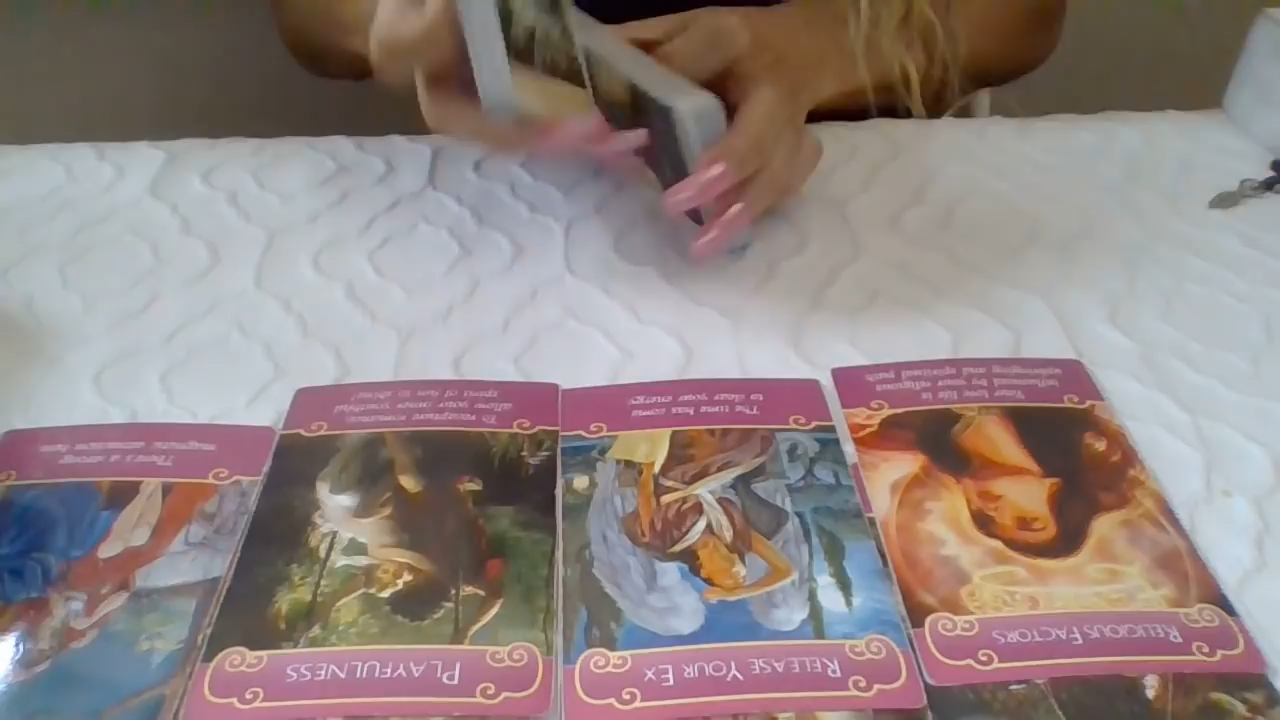 There's a strong
magnetic attraction here.
PLAYFULNESS
To recapture romance,
allow your inner youthful
spirit of fun to shine!
RELEASE YOUR EX
The time has come
to clear your energy.
RELIGIOUS FACTORS
Your love life is
influenced by your religious
upbringing and spiritual path